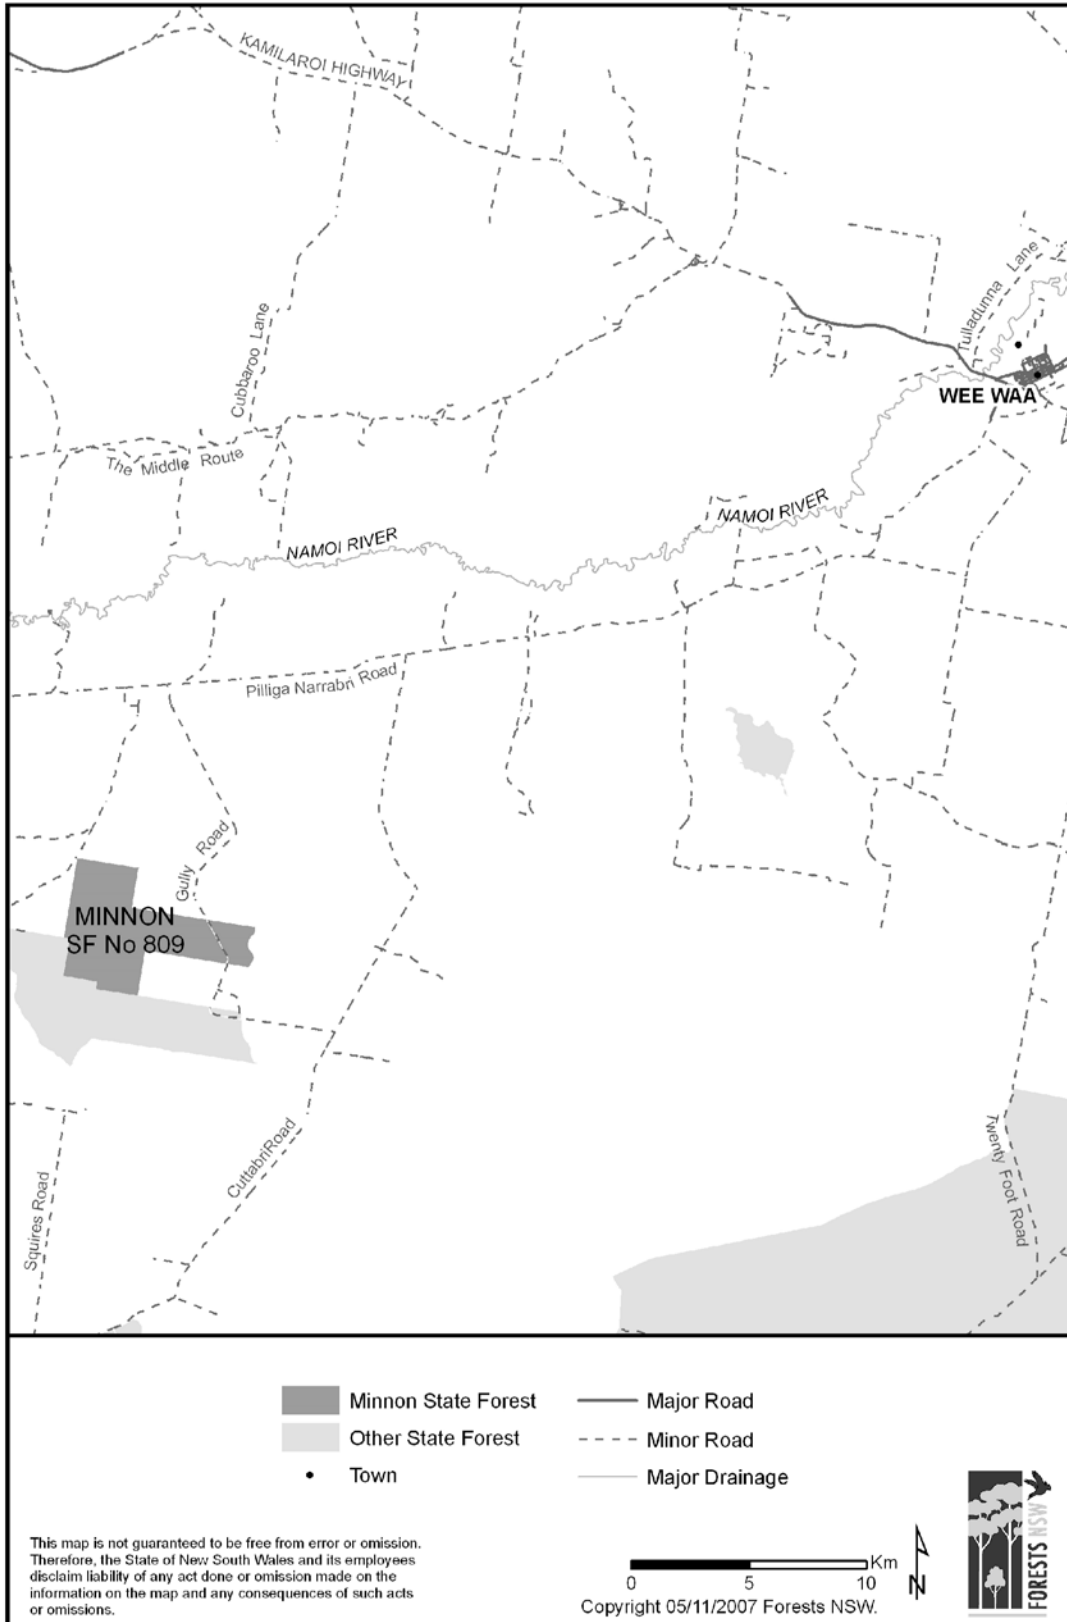 KAMILAROI HIGHWAY
Tulladunna Lane
Cubbaroo Lane
WEE WAA
The Middle Route
NAMOI RIVER
NAMOI RIVER
Pilliga Narrabri Road
Gully Road
MINNON
SF No 809
CuttabriRoad
Twenty Foot Road
Squires Road
Minnon State Forest
Other State Forest
Town
Major Road
Minor Road
Major Drainage
This map is not guaranteed to be free from error or omission.
Therefore, the State of New South Wales and its employees
disclaim liability of any act done or omission made on the
information on the map and any consequences of such acts
or omissions.
Km
0 5 10
N
Copyright 05/11/2007 Forests NSW.
FORESTS NSW